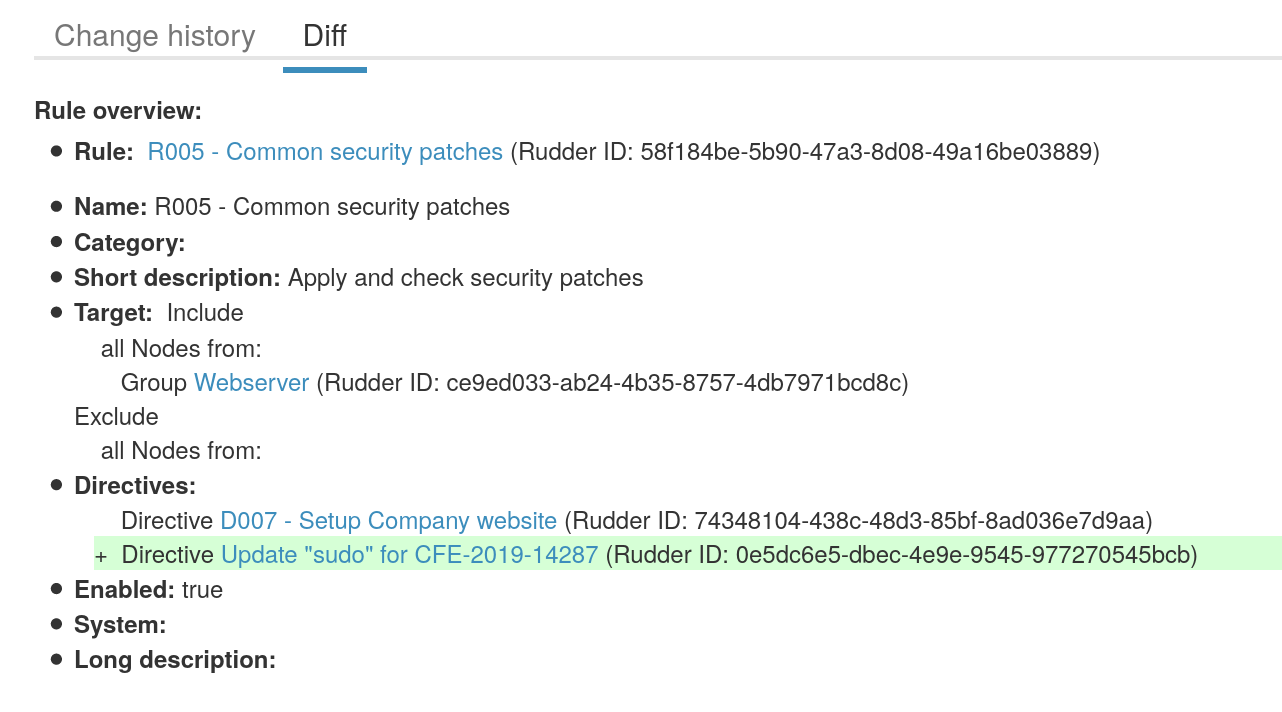 Change history Diff
Rule overview:
Rule: R005 - Common security patches (Rudder ID: 58f184be-5b90-47a3-8d08-49a16be03889)
Name: R005 - Common security patches
Category:
Short description: Apply and check security patches
Target: Include
all Nodes from:
Group Webserver (Rudder ID: ce9ed033-ab24-4b35-8757-4db7971bcd8c)
Exclude
all Nodes from:
Directives:
Directive D007 - Setup Company website (Rudder ID: 74348104-438c-48d3-85bf-8ad036e7d9aa)
+ Directive Update "sudo" for CFE-2019-14287 (Rudder ID: 0e5dc6e5-dbec-4e9e-9545-977270545bcb)
Enabled: true
System:
Long description: